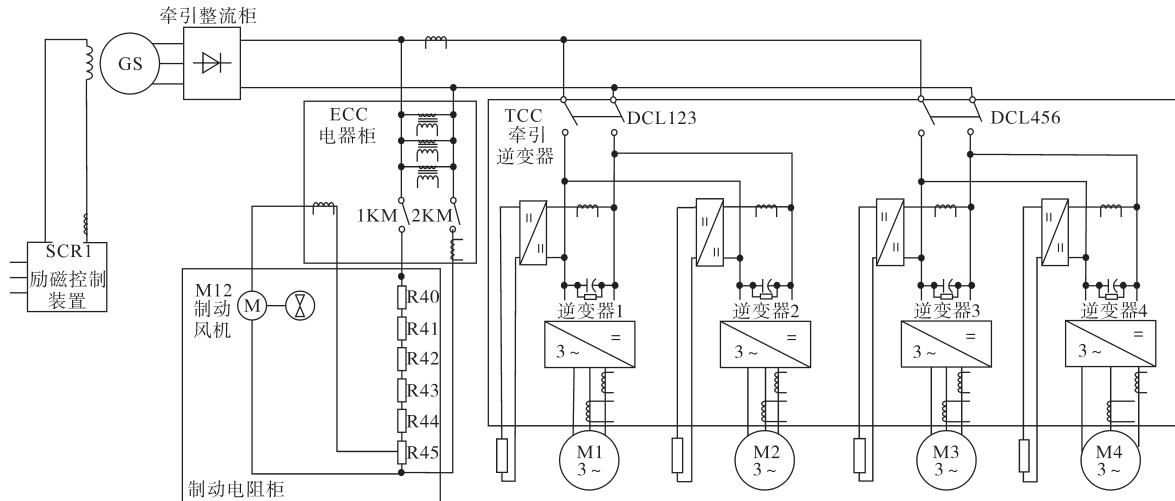 牵引整流柜
GS
ECC
电器柜
TCC
牵引
逆变器
DCL123
DCL456
1KM
2KM
SCR1
励磁控制
装置
M12
制动
风机
M
R40
R41
R42
R43
R44
R45
制动电阻柜
=
=
=
=
逆变器1
逆变器2
逆变器3
逆变器4
=
3~
=
3~
=
3~
=
3~
M1
3~
M2
3~
M3
3~
M4
3~